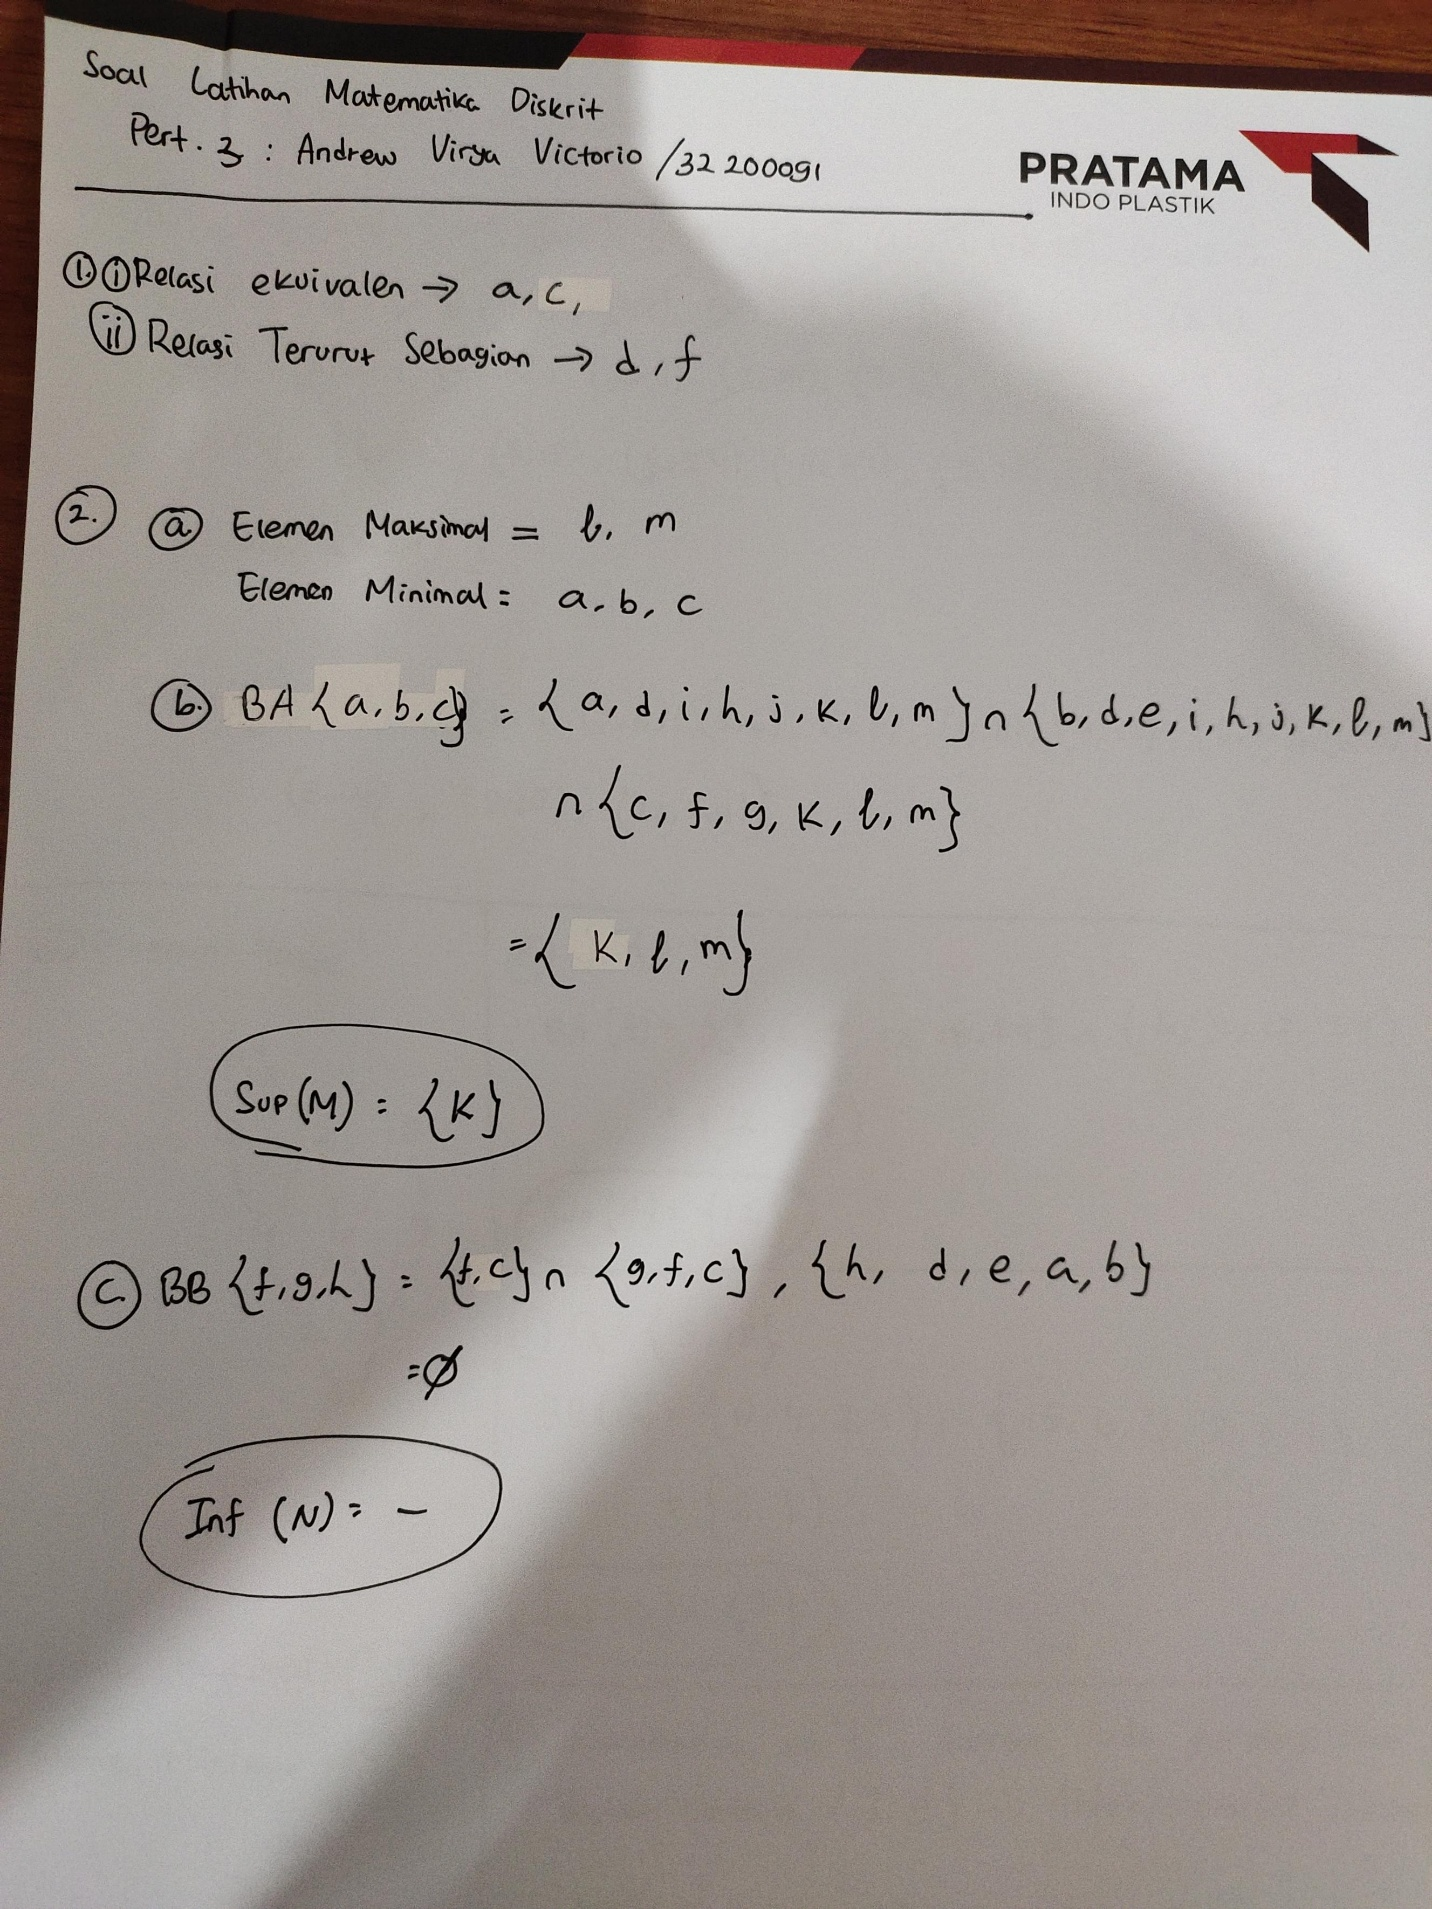 Soal Latihan Matematika Diskrit
Pert. 3 : Andrew Virya Victorio /32 200091
PRATAMA
INDO PLASTIK
1. i Relasi ekuivalen → a, c,
ii Relasi Terurut Sebagian → d, f
2. a. Elemen Maksimal = l, m
Elemen Minimal = a, b, c
b. BA {a, b, c} = {a, d, i, h, j, k, l, m} ∩ {b, d, e, i, h, j, k, l, m}
∩ {c, f, g, k, l, m}
= { k, l, m}
Sup (M) = {k}
c. BB {f, g, h} = {f, c} ∩ {g, f, c} , {h, d, e, a, b}
= ∅
Inf (N) = -